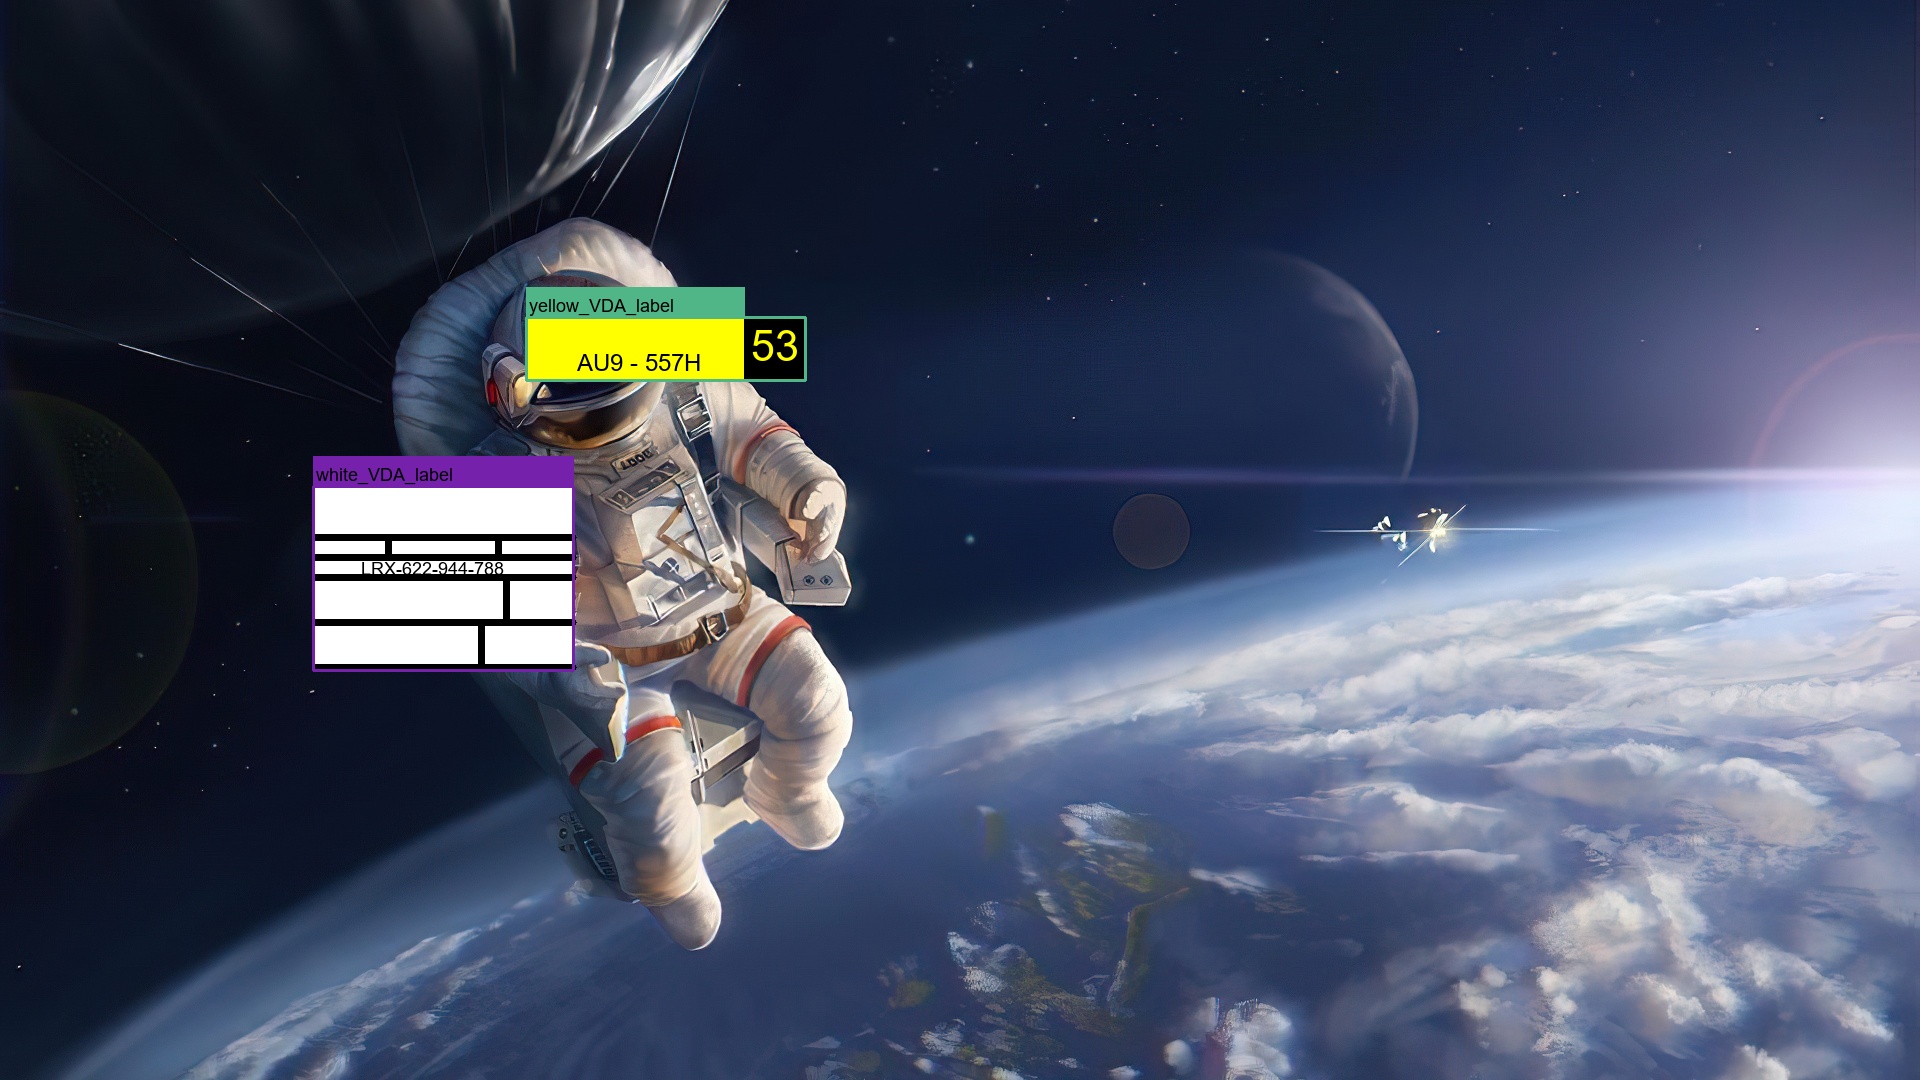 yellow_VDA_label
53
AU9 - 557H
white_VDA_label
LRX-622-944-788